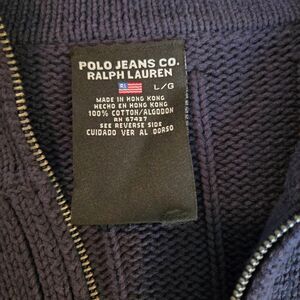 POLO JEANS CO.
RALPH LAUREN
L/G
MADE IN HONG KONG
HECHO EN HONG KONG
100% COTTON/ALGODON
RN 67427
SEE REVERSE SIDE
CUIDADO VER AL DORSO